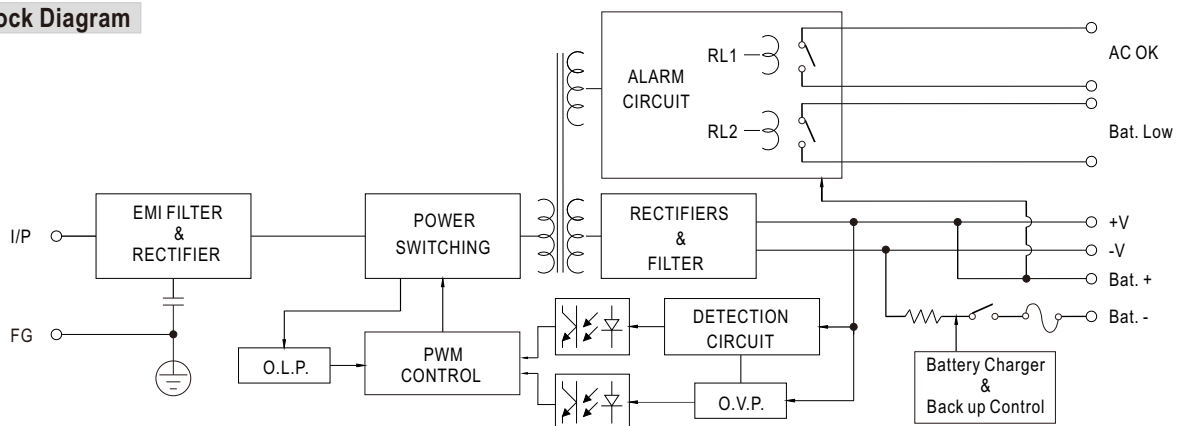 ock Diagram
RL1
AC OK
ALARM
CIRCUIT
RL2
Bat. Low
I/P
EMI FILTER
&
RECTIFIER
POWER
SWITCHING
RECTIFIERS
&
FILTER
+V
-V
Bat. +
Bat. -
FG
O.L.P.
PWM
CONTROL
DETECTION
CIRCUIT
O.V.P.
Battery Charger
&
Back up Control